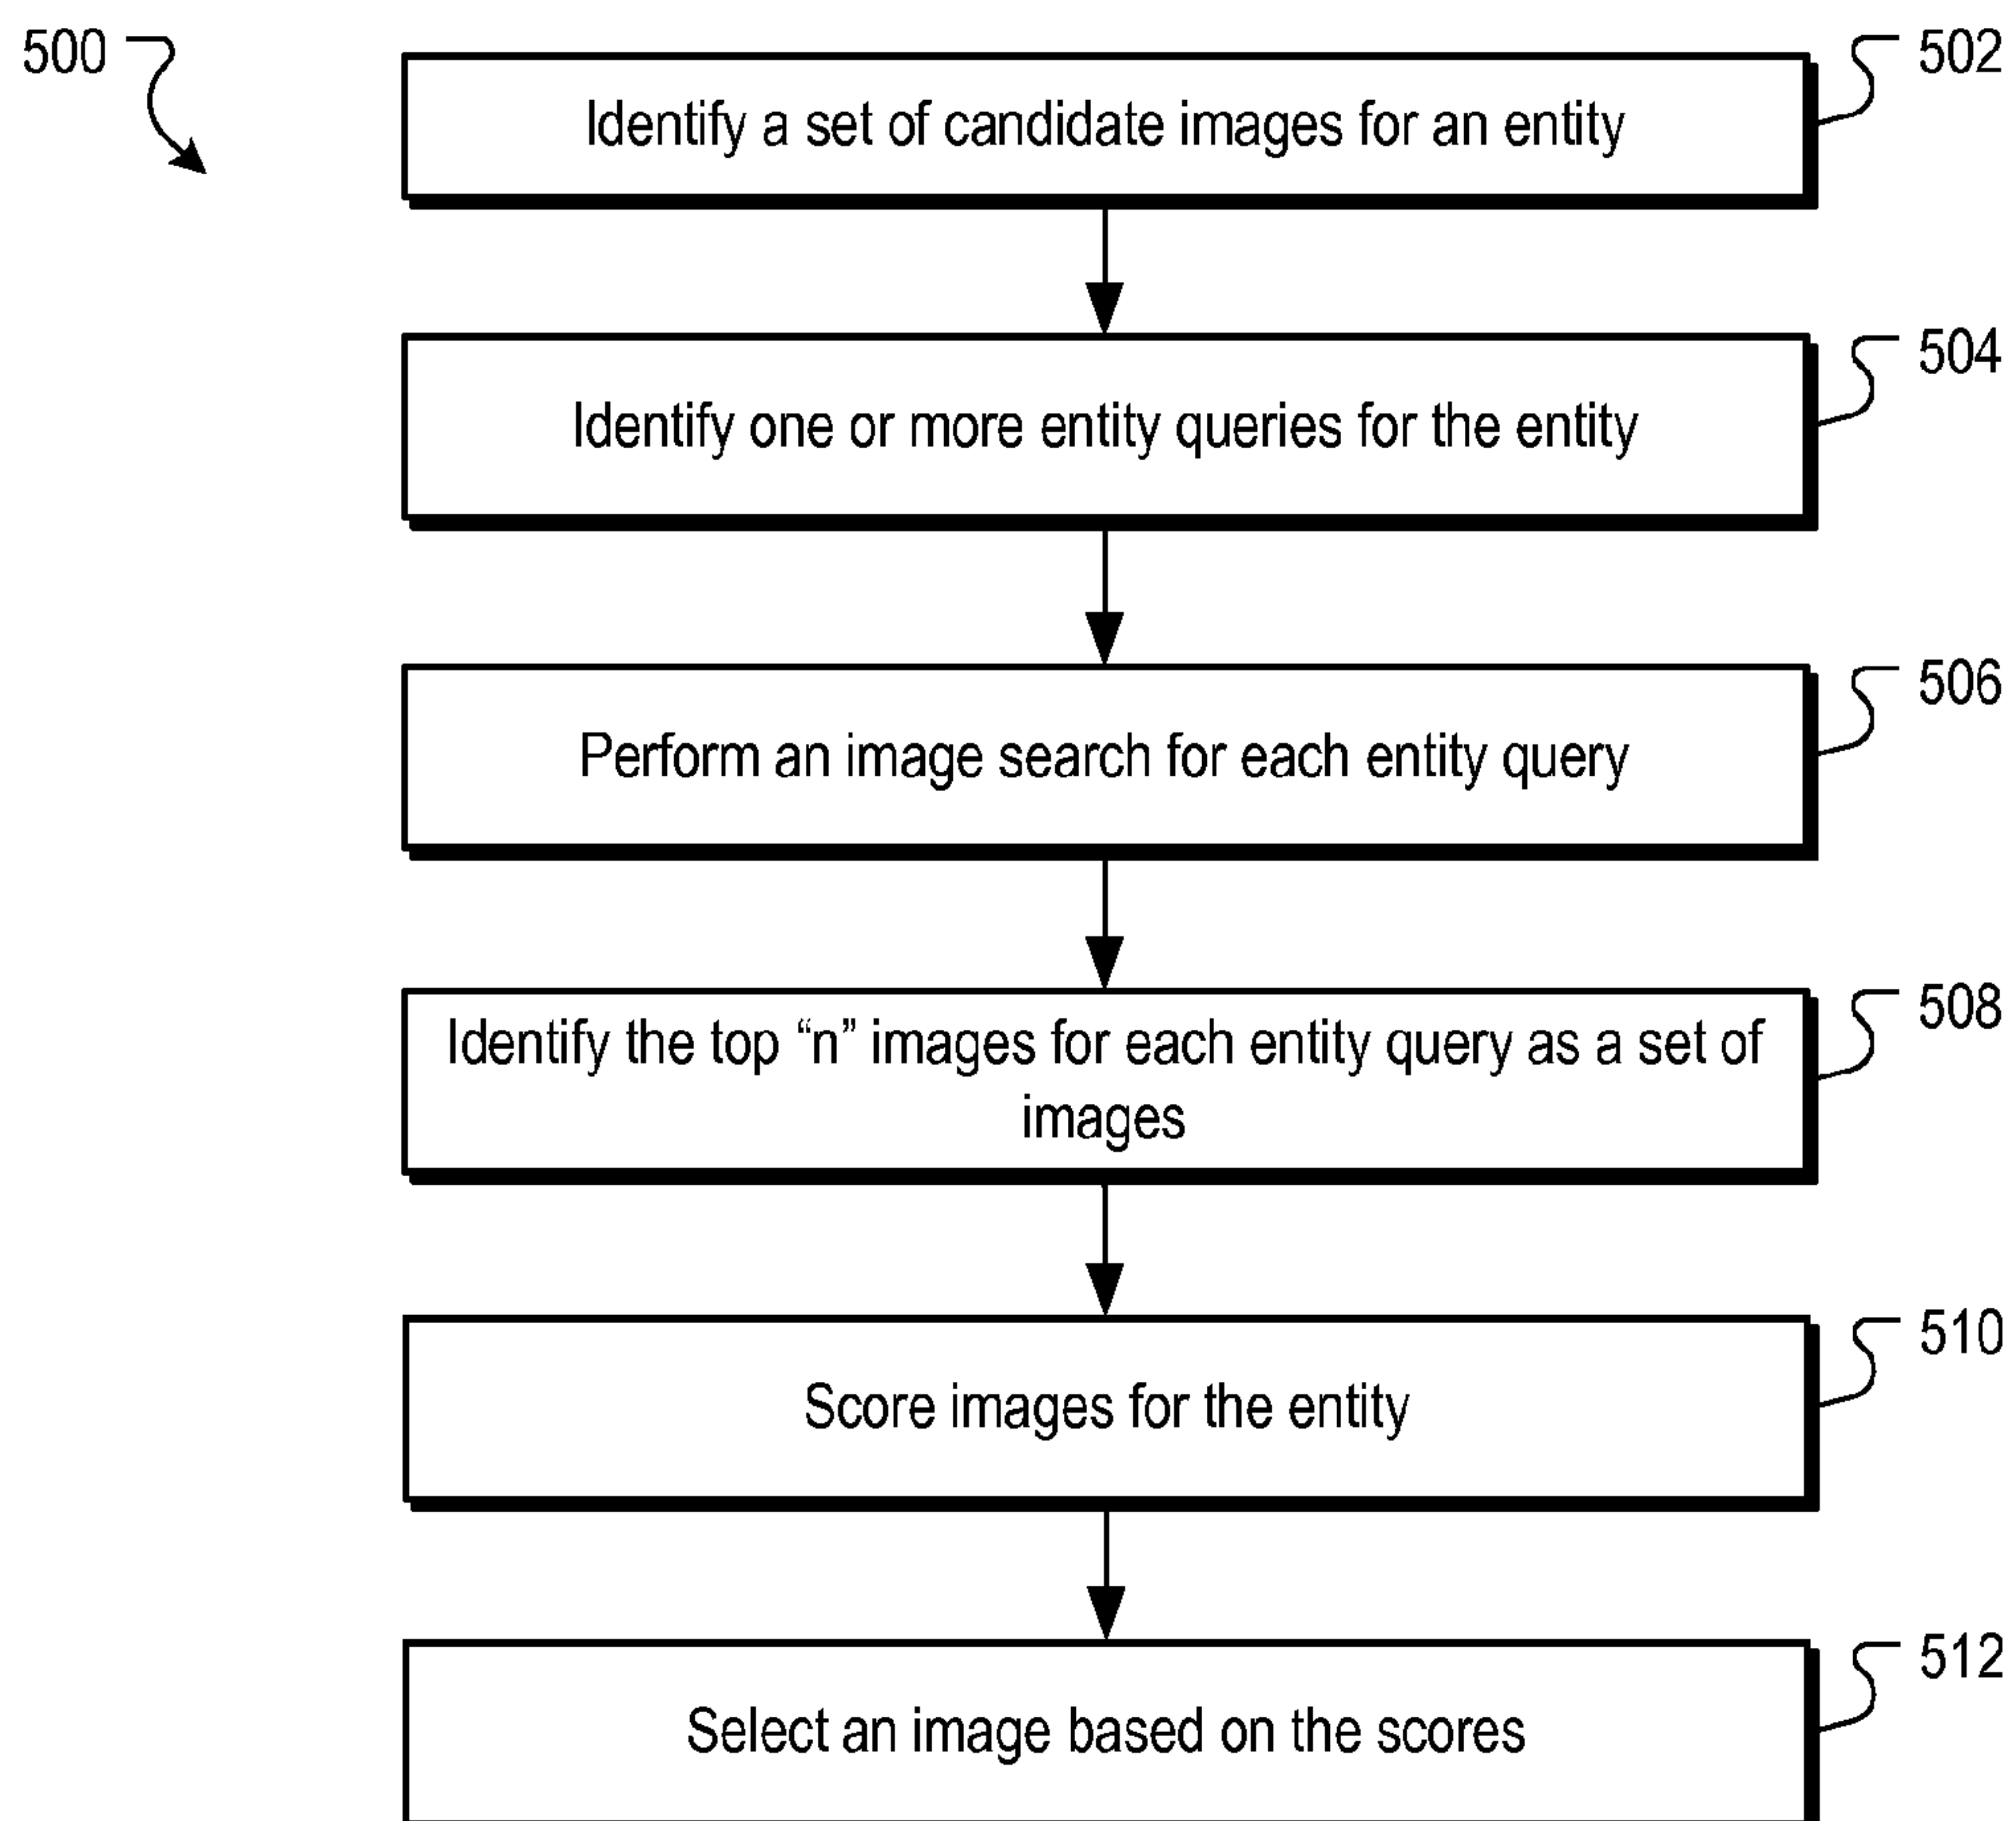 500
502
Identify a set of candidate images for an entity
504
Identify one or more entity queries for the entity
506
Perform an image search for each entity query
508
Identify the top “n” images for each entity query as a set of
images
510
Score images for the entity
512
Select an image based on the scores